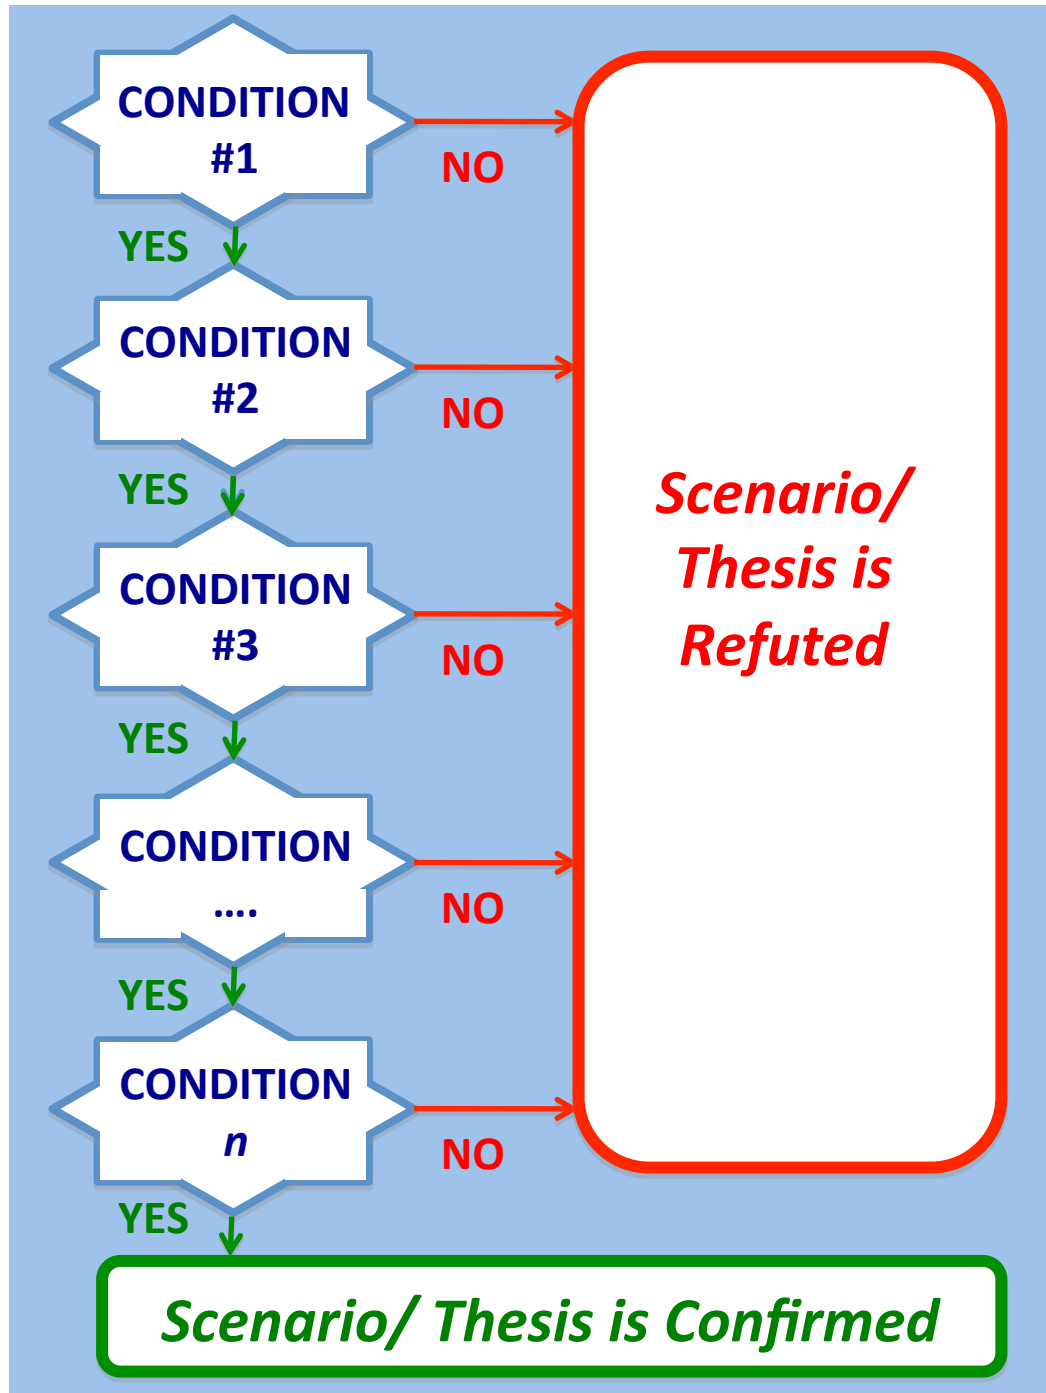 CONDITION
#1
NO
YES
CONDITION
#2
NO
YES
CONDITION
#3
NO
YES
CONDITION
....
NO
YES
CONDITION
n
NO
YES
Scenario/
Thesis is
Refuted
Scenario/ Thesis is Confirmed